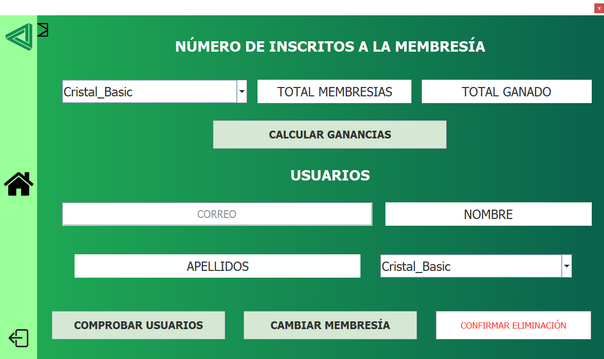 x
NÚMERO DE INSCRITOS A LA MEMBRESÍA
Cristal_Basic
TOTAL MEMBRESIAS
TOTAL GANADO
CALCULAR GANANCIAS
USUARIOS
CORREO
NOMBRE
APELLIDOS
Cristal_Basic
COMPROBAR USUARIOS
CAMBIAR MEMBRESÍA
CONFIRMAR ELIMINACIÓN